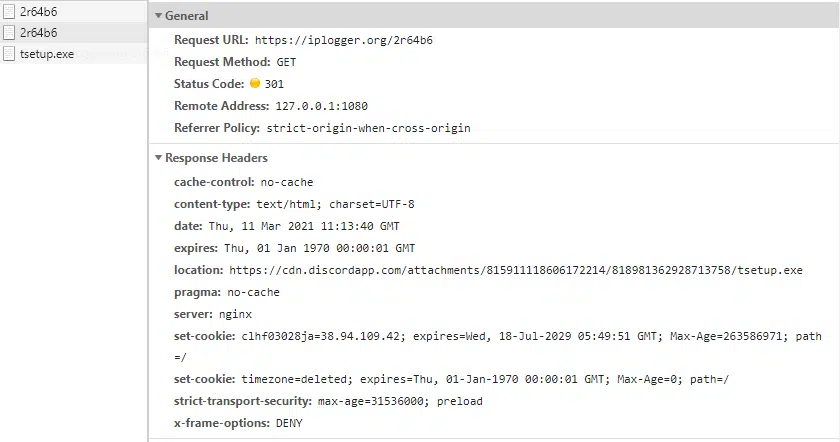 2r64b6
2r64b6
tsetup.exe
General
Request URL: https://iplogger.org/2r64b6
Request Method: GET
Status Code: 301
Remote Address: 127.0.0.1:1080
Referrer Policy: strict-origin-when-cross-origin
Response Headers
cache-control: no-cache
content-type: text/html; charset=UTF-8
date: Thu, 11 Mar 2021 11:13:40 GMT
expires: Thu, 01 Jan 1970 00:00:01 GMT
location: https://cdn.discordapp.com/attachments/815911118606172214/818981362928713758/tsetup.exe
pragma: no-cache
server: nginx
set-cookie: clhf03028ja=38.94.109.42; expires=Wed, 18-Jul-2029 05:49:51 GMT; Max-Age=263586971; path
=/
set-cookie: timezone=deleted; expires=Thu, 01-Jan-1970 00:00:01 GMT; Max-Age=0; path=/
strict-transport-security: max-age=31536000; preload
x-frame-options: DENY